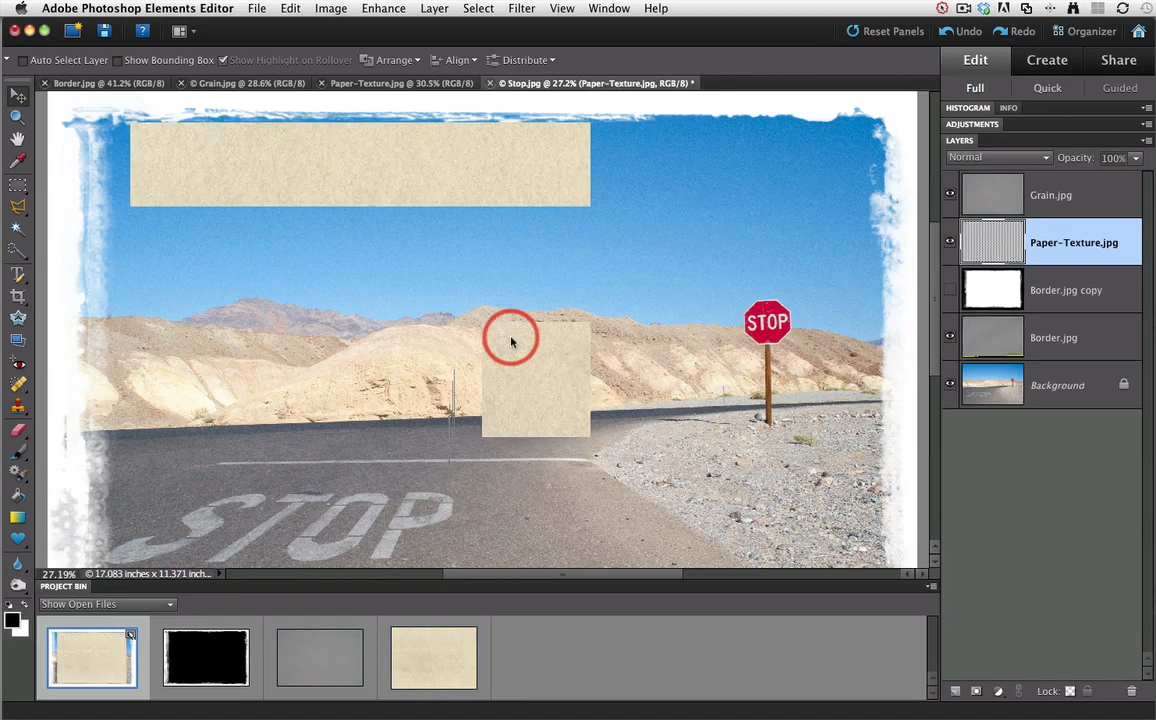 Adobe Photoshop Elements Editor File Edit Image Enhance Layer Select Filter View Window Help
Reset Panels Undo Redo Organizer
Auto Select Layer Show Bounding Box Show Highlight on Rollover Arrange Align Distribute
Edit Create Share
Border.jpg @ 41.2% (RGB/8) © Grain.jpg @ 28.6% (RGB/8) Paper-Texture.jpg @ 30.5% (RGB/8) © Stop.jpg @ 27.2% (Paper-Texture.jpg, RGB/8) *
Full Quick Guided
HISTOGRAM INFO
ADJUSTMENTS
LAYERS
Normal Opacity: 100%
Grain.jpg
Paper-Texture.jpg
Border.jpg copy
Border.jpg
Background
STOP
STOP
27.19% © 17.083 inches x 11.371 inch...
PROJECT BIN
Show Open Files
Lock: